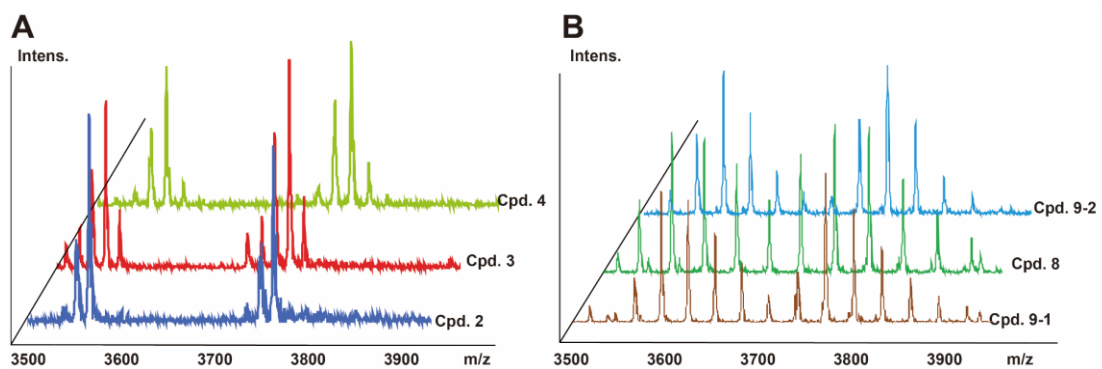 A
Intens.
Cpd. 4
Cpd. 3
Cpd. 2
3500 3600 3700 3800 3900 m/z
B
Intens.
Cpd. 9-2
Cpd. 8
Cpd. 9-1
3500 3600 3700 3800 3900 m/z